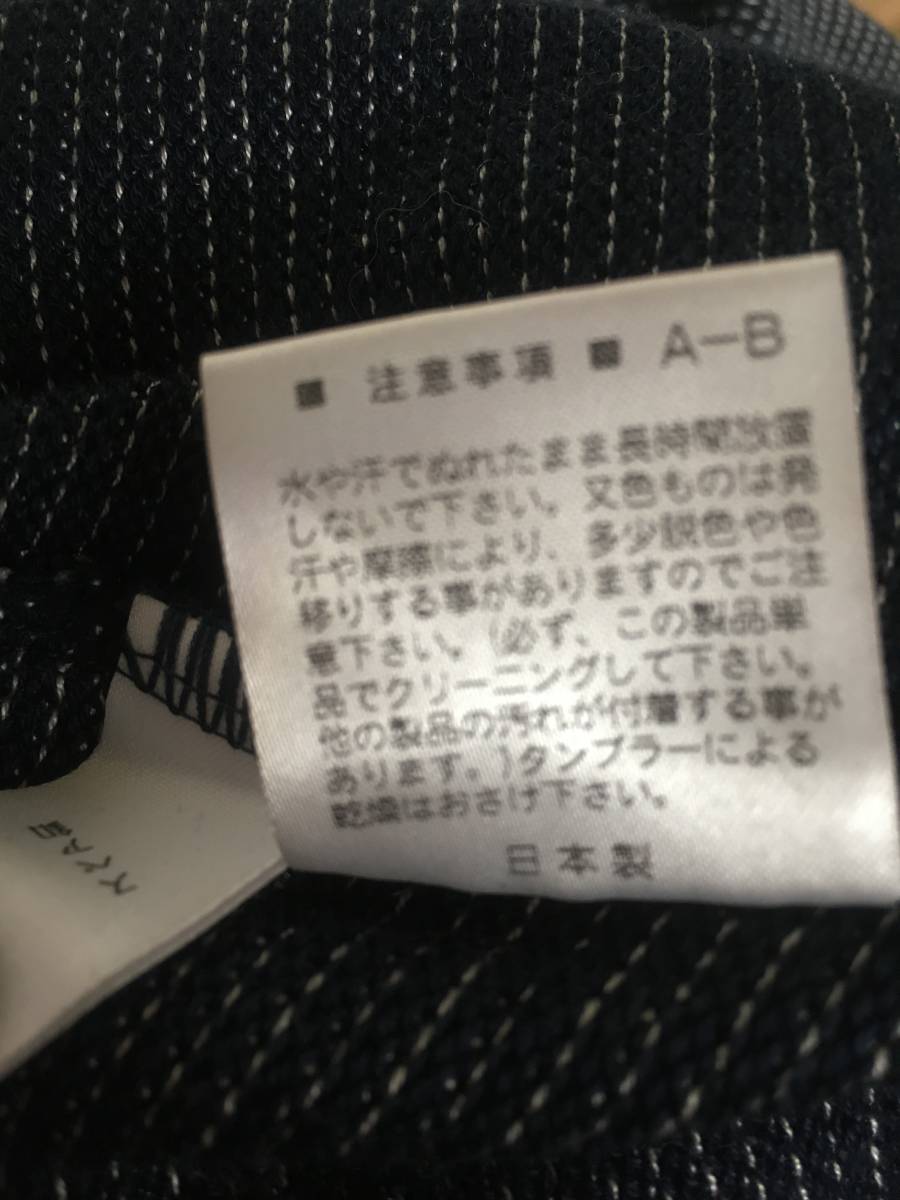 ■ 注意事項 ■ A-B
水や汗でぬれたまま長時間放置
しないで下さい。又色ものは発
汗や摩擦により、多少脱色や色
移りする事がありますのでご注
意下さい。(必ず、この製品単
品でクリーニングして下さい。
他の製品の汚れが付着する事が
あります。)タンブラーによる
乾燥はおさけ下さい。
日本製